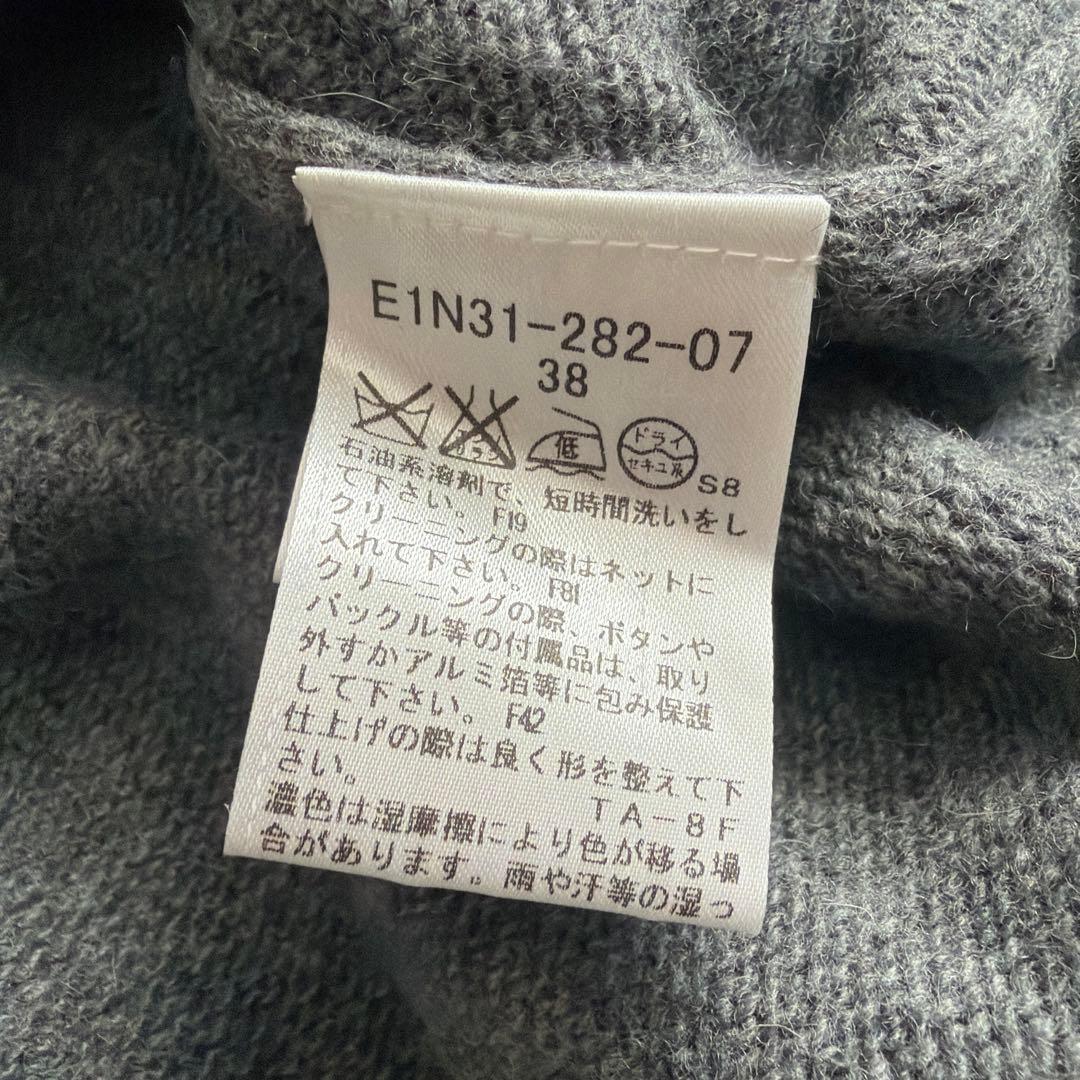 E1N31-282-07
38
低
ドライ
セキユ系
S8
石油系溶剤で、短時間洗いをし
て下さい。 F19
クリーニングの際はネットに
入れて下さい。 F81
クリーニングの際、ボタンや
バックル等の付属品は、取り
外すかアルミ箔等に包み保護
して下さい。 F42
仕上げの際は良く形を整えて下
さい。
TA-8F
濃色は湿摩擦により色が移る場
合があります。雨や汗等の湿っ